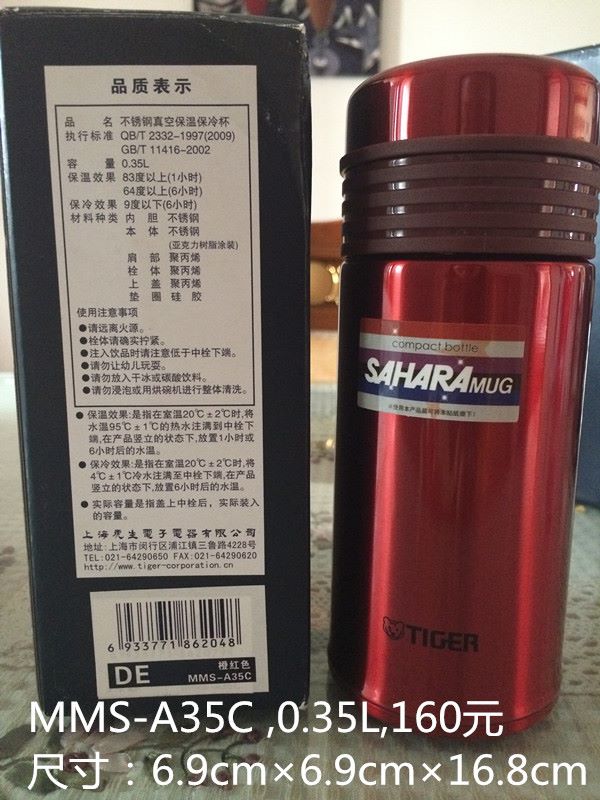 品质表示
品 名 不锈钢真空保温保冷杯
执行标准 QB/T 2332-1997(2009)
GB/T 11416-2002
容 量 0.35L
保温效果 83度以上(1小时)
64度以上(6小时)
保冷效果 9度以下(6小时)
材料种类 内 胆 不锈钢
本 体 不锈钢
(亚克力树脂涂装)
肩 部 聚丙烯
栓 体 聚丙烯
上 盖 聚丙烯
垫 圈 硅 胶
使用注意事项
●请远离火源。
●栓体请确实拧紧。
●注入饮品时请注意低于中栓下端。
●请勿让幼儿玩耍。
●请勿放入干冰或碳酸饮料。
●请勿浸泡或用烘碗机进行整体清洗。
● 保温效果:是指在室温20℃±2℃时,将
水温95℃±1℃的热水注满到中栓下
端,在产品竖立的状态下,放置1小时或
6小时后的水温。
● 保冷效果:是指在室温20℃±2℃时,将
4℃±1℃冷水注满至中栓下端,在产品
竖立的状态下,放置6小时后的水温。
● 实际容量是指盖上中栓后，实际装入
的容量。
上海虎生電子電器有限公司
地址:上海市闵行区浦江镇三鲁路4228号
TEL:021-64290650 FAX:021-64290620
http://www.tiger-corporation.cn
6 933771 862048
DE
橙红色
MMS-A35C
compact bottle
SAHARA MUG
※使用本产品前可将本贴纸撕下!
TIGER
MMS-A35C ,0.35L,160元
尺寸：6.9cm×6.9cm×16.8cm